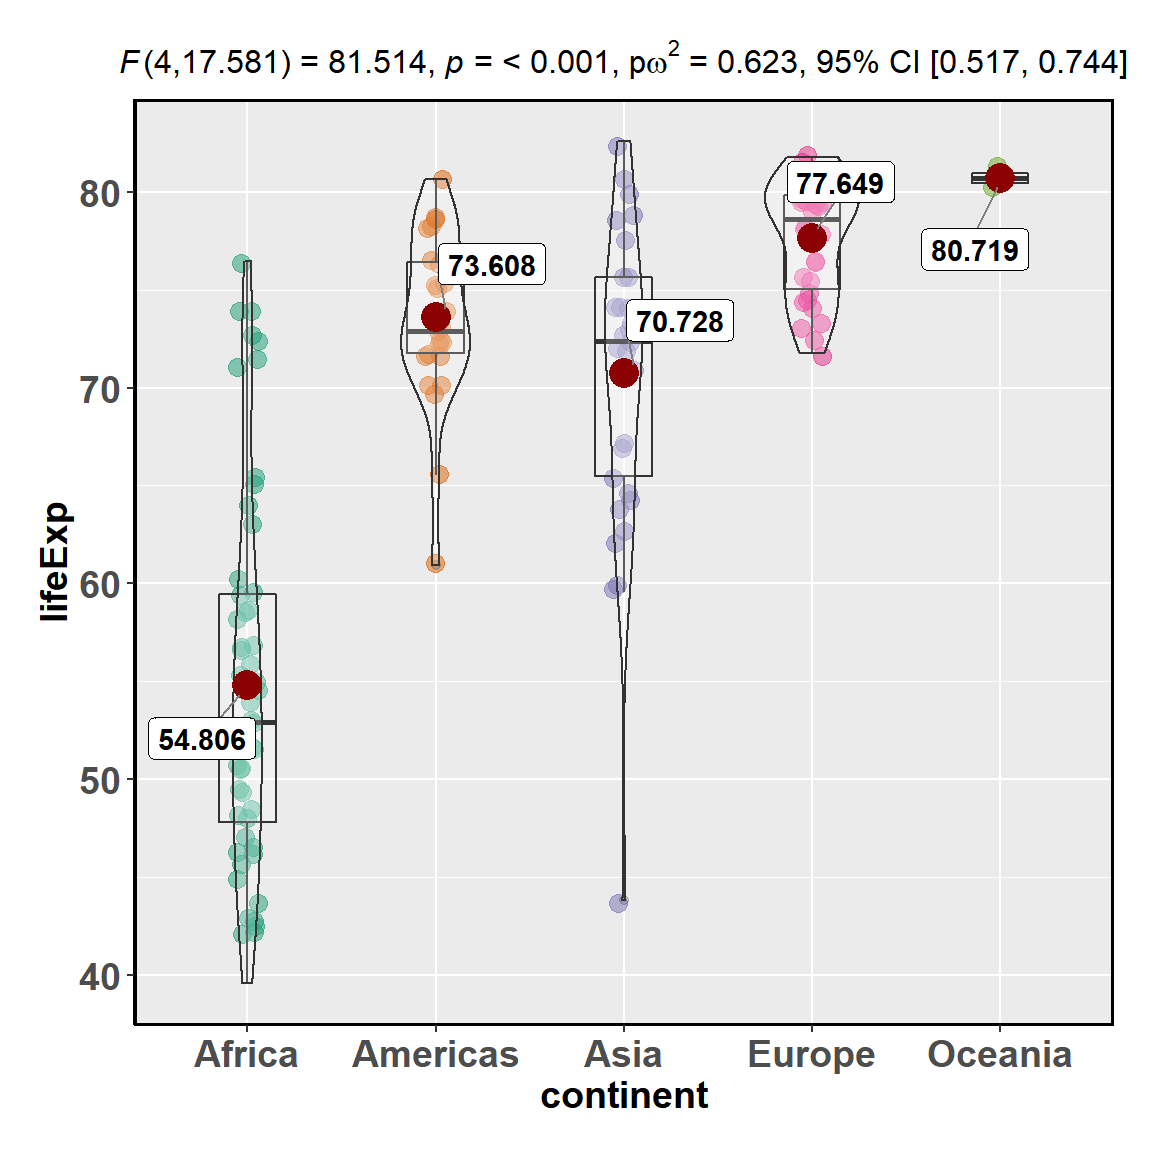 F(4,17.581) = 81.514, p = < 0.001, pω² = 0.623, 95% CI [0.517, 0.744]
lifeExp
80
70
60
50
40
77.649
80.719
73.608
70.728
54.806
Africa Americas Asia Europe Oceania
continent